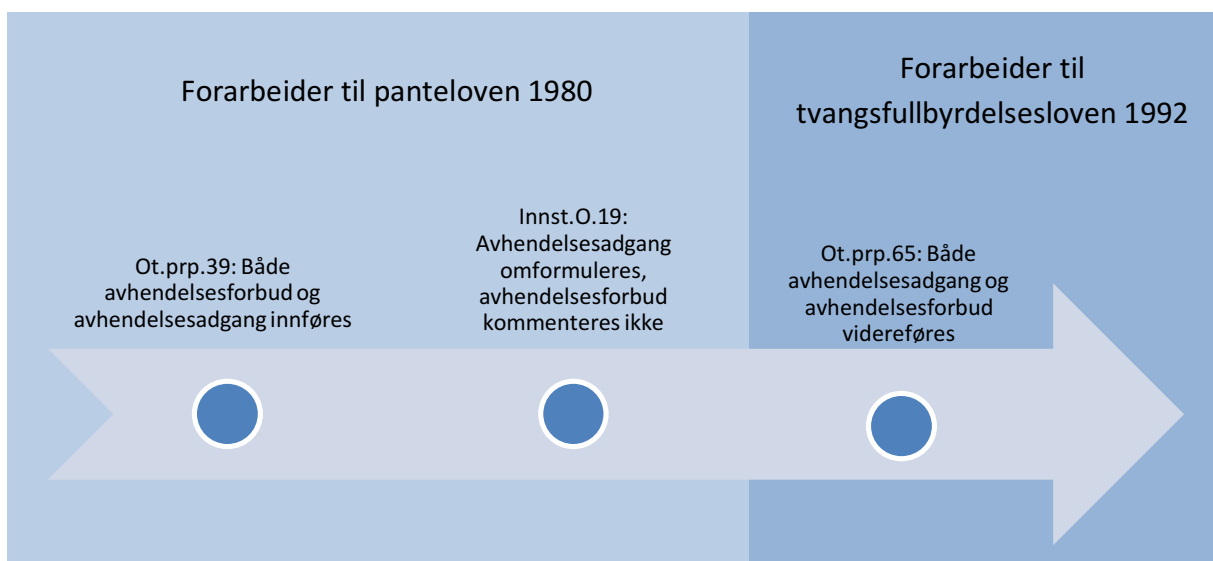 Forarbeider til panteloven 1980
Forarbeider til
tvangsfullbyrdelsesloven 1992
Ot.prp.39: Både
avhendelsesforbud og
avhendelsesadgang innføres
Innst.O.19:
Avhendelsesadgang
omformuleres,
avhendelsesforbud
kommenteres ikke
Ot.prp.65: Både
avhendelsesadgang og
avhendelsesforbud
videreføres